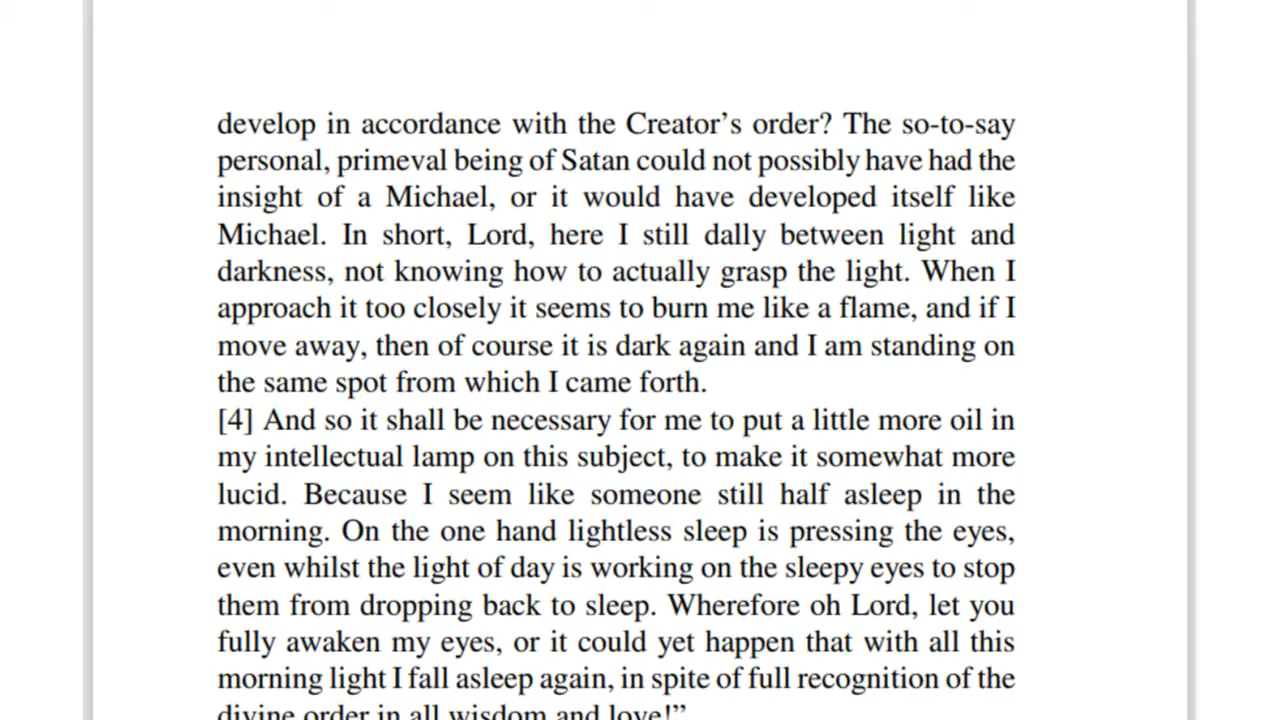 develop in accordance with the Creator’s order? The so-to-say
personal, primeval being of Satan could not possibly have had the
insight of a Michael, or it would have developed itself like
Michael. In short, Lord, here I still dally between light and
darkness, not knowing how to actually grasp the light. When I
approach it too closely it seems to burn me like a flame, and if I
move away, then of course it is dark again and I am standing on
the same spot from which I came forth.
[4] And so it shall be necessary for me to put a little more oil in
my intellectual lamp on this subject, to make it somewhat more
lucid. Because I seem like someone still half asleep in the
morning. On the one hand lightless sleep is pressing the eyes,
even whilst the light of day is working on the sleepy eyes to stop
them from dropping back to sleep. Wherefore oh Lord, let you
fully awaken my eyes, or it could yet happen that with all this
morning light I fall asleep again, in spite of full recognition of the
divine order in all wisdom and love!”